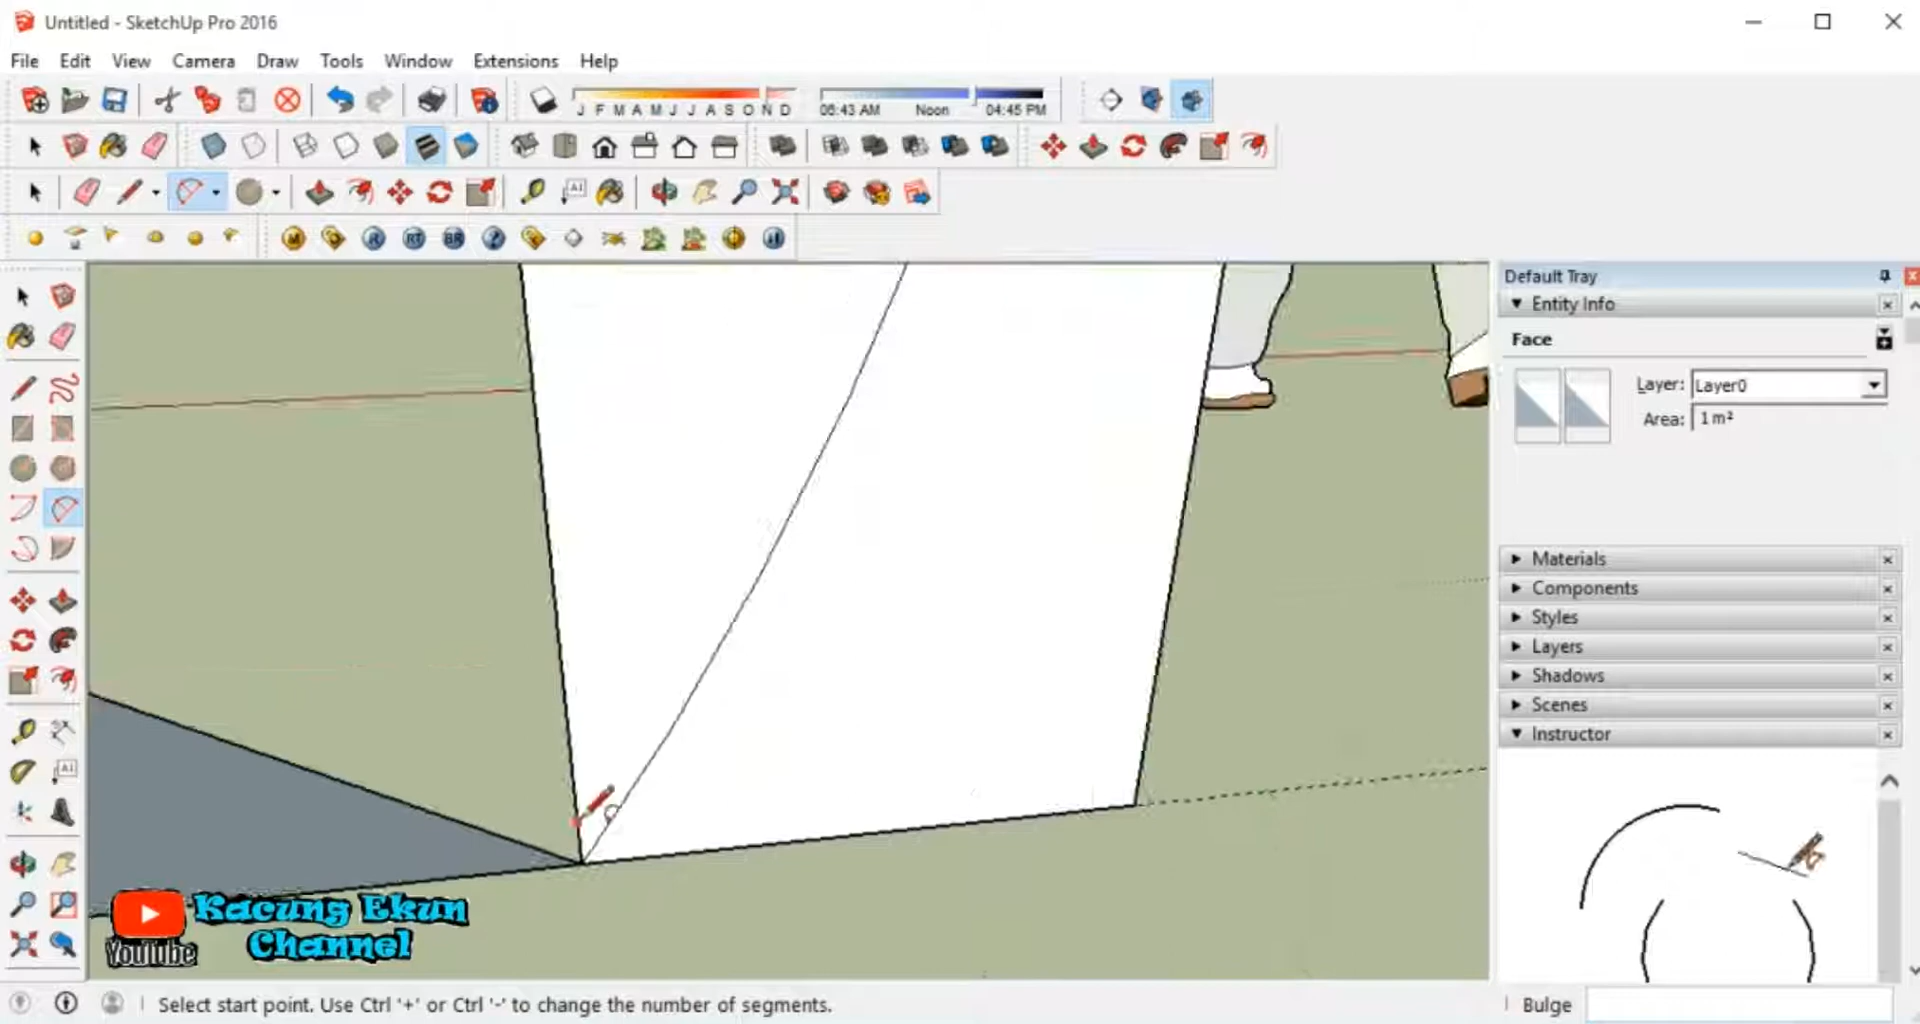 Untitled - SketchUp Pro 2016
File Edit View Camera Draw Tools Window Extensions Help
J F M A M J J A S O N D 06:43 AM Noon 04:45 PM
M R RT BR
Default Tray
Entity Info
Face
Layer: Layer0
Area: 1 m²
Materials
Components
Styles
Layers
Shadows
Scenes
Instructor
Kacung Ekun
Channel
YouTube
Select start point. Use Ctrl '+' or Ctrl '-' to change the number of segments.
Bulge